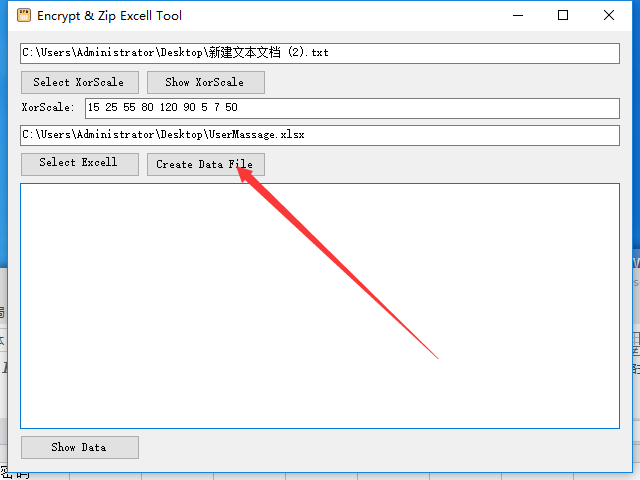 Encrypt & Zip Excell Tool
C:\Users\Administrator\Desktop\新建文本文档 (2).txt
Select XorScale Show XorScale
XorScale: 15 25 55 80 120 90 5 7 50
C:\Users\Administrator\Desktop\UserMassage.xlsx
Select Excell Create Data File
Show Data
密码